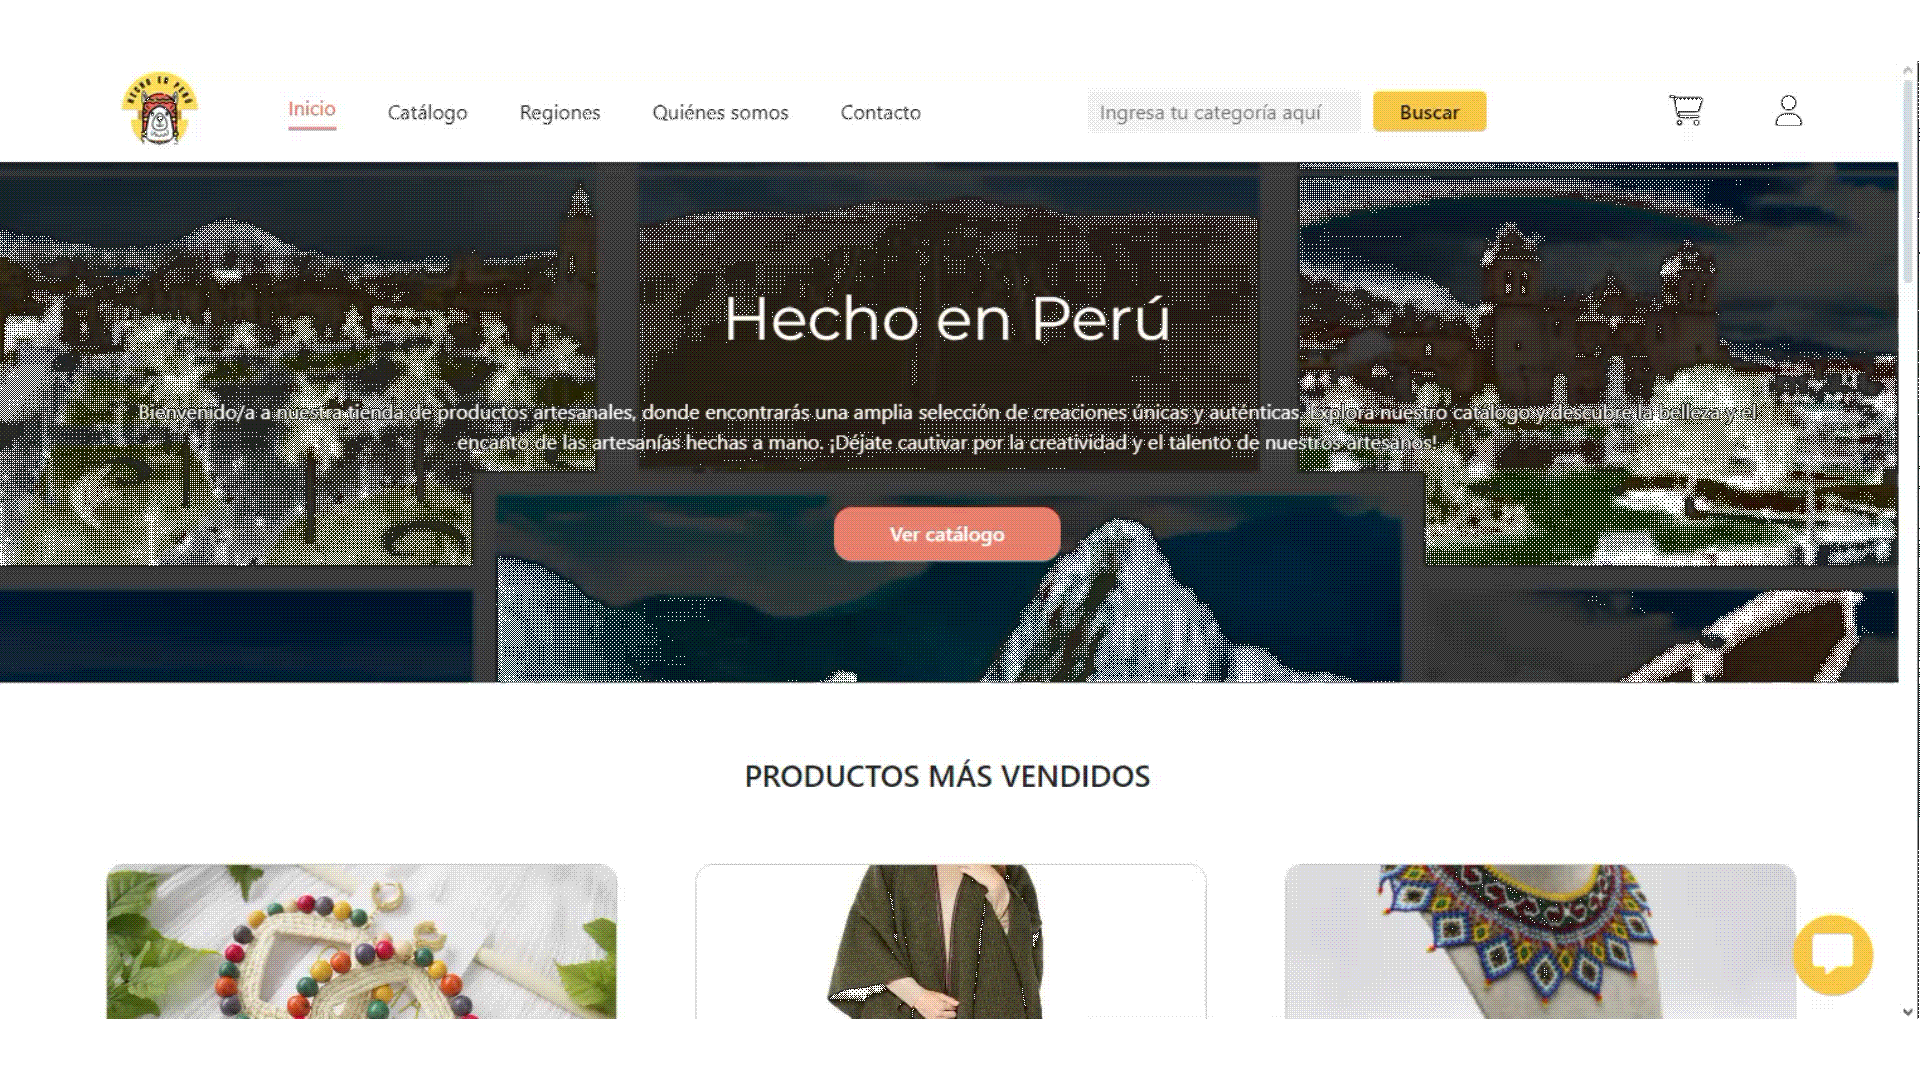 HECHO EN PERÚ
Inicio
Catálogo
Regiones
Quiénes somos
Contacto
Ingresa tu categoría aquí
Buscar
Hecho en Perú
Bienvenido/a a nuestra tienda de productos artesanales, donde encontrarás una amplia selección de creaciones únicas y auténticas. Explora nuestro catálogo y descubre la belleza y el
encanto de las artesanías hechas a mano. ¡Déjate cautivar por la creatividad y el talento de nuestros artesanos!
Ver catálogo
PRODUCTOS MÁS VENDIDOS